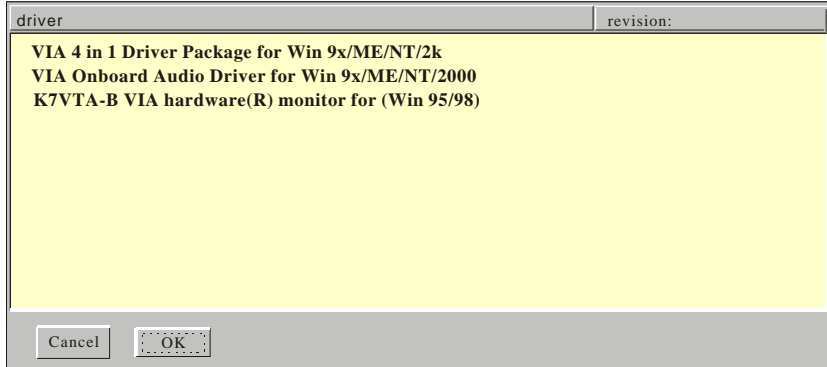 driver revision:
VIA 4 in 1 Driver Package for Win 9x/ME/NT/2k
VIA Onboard Audio Driver for Win 9x/ME/NT/2000
K7VTA-B VIA hardware(R) monitor for (Win 95/98)
Cancel OK